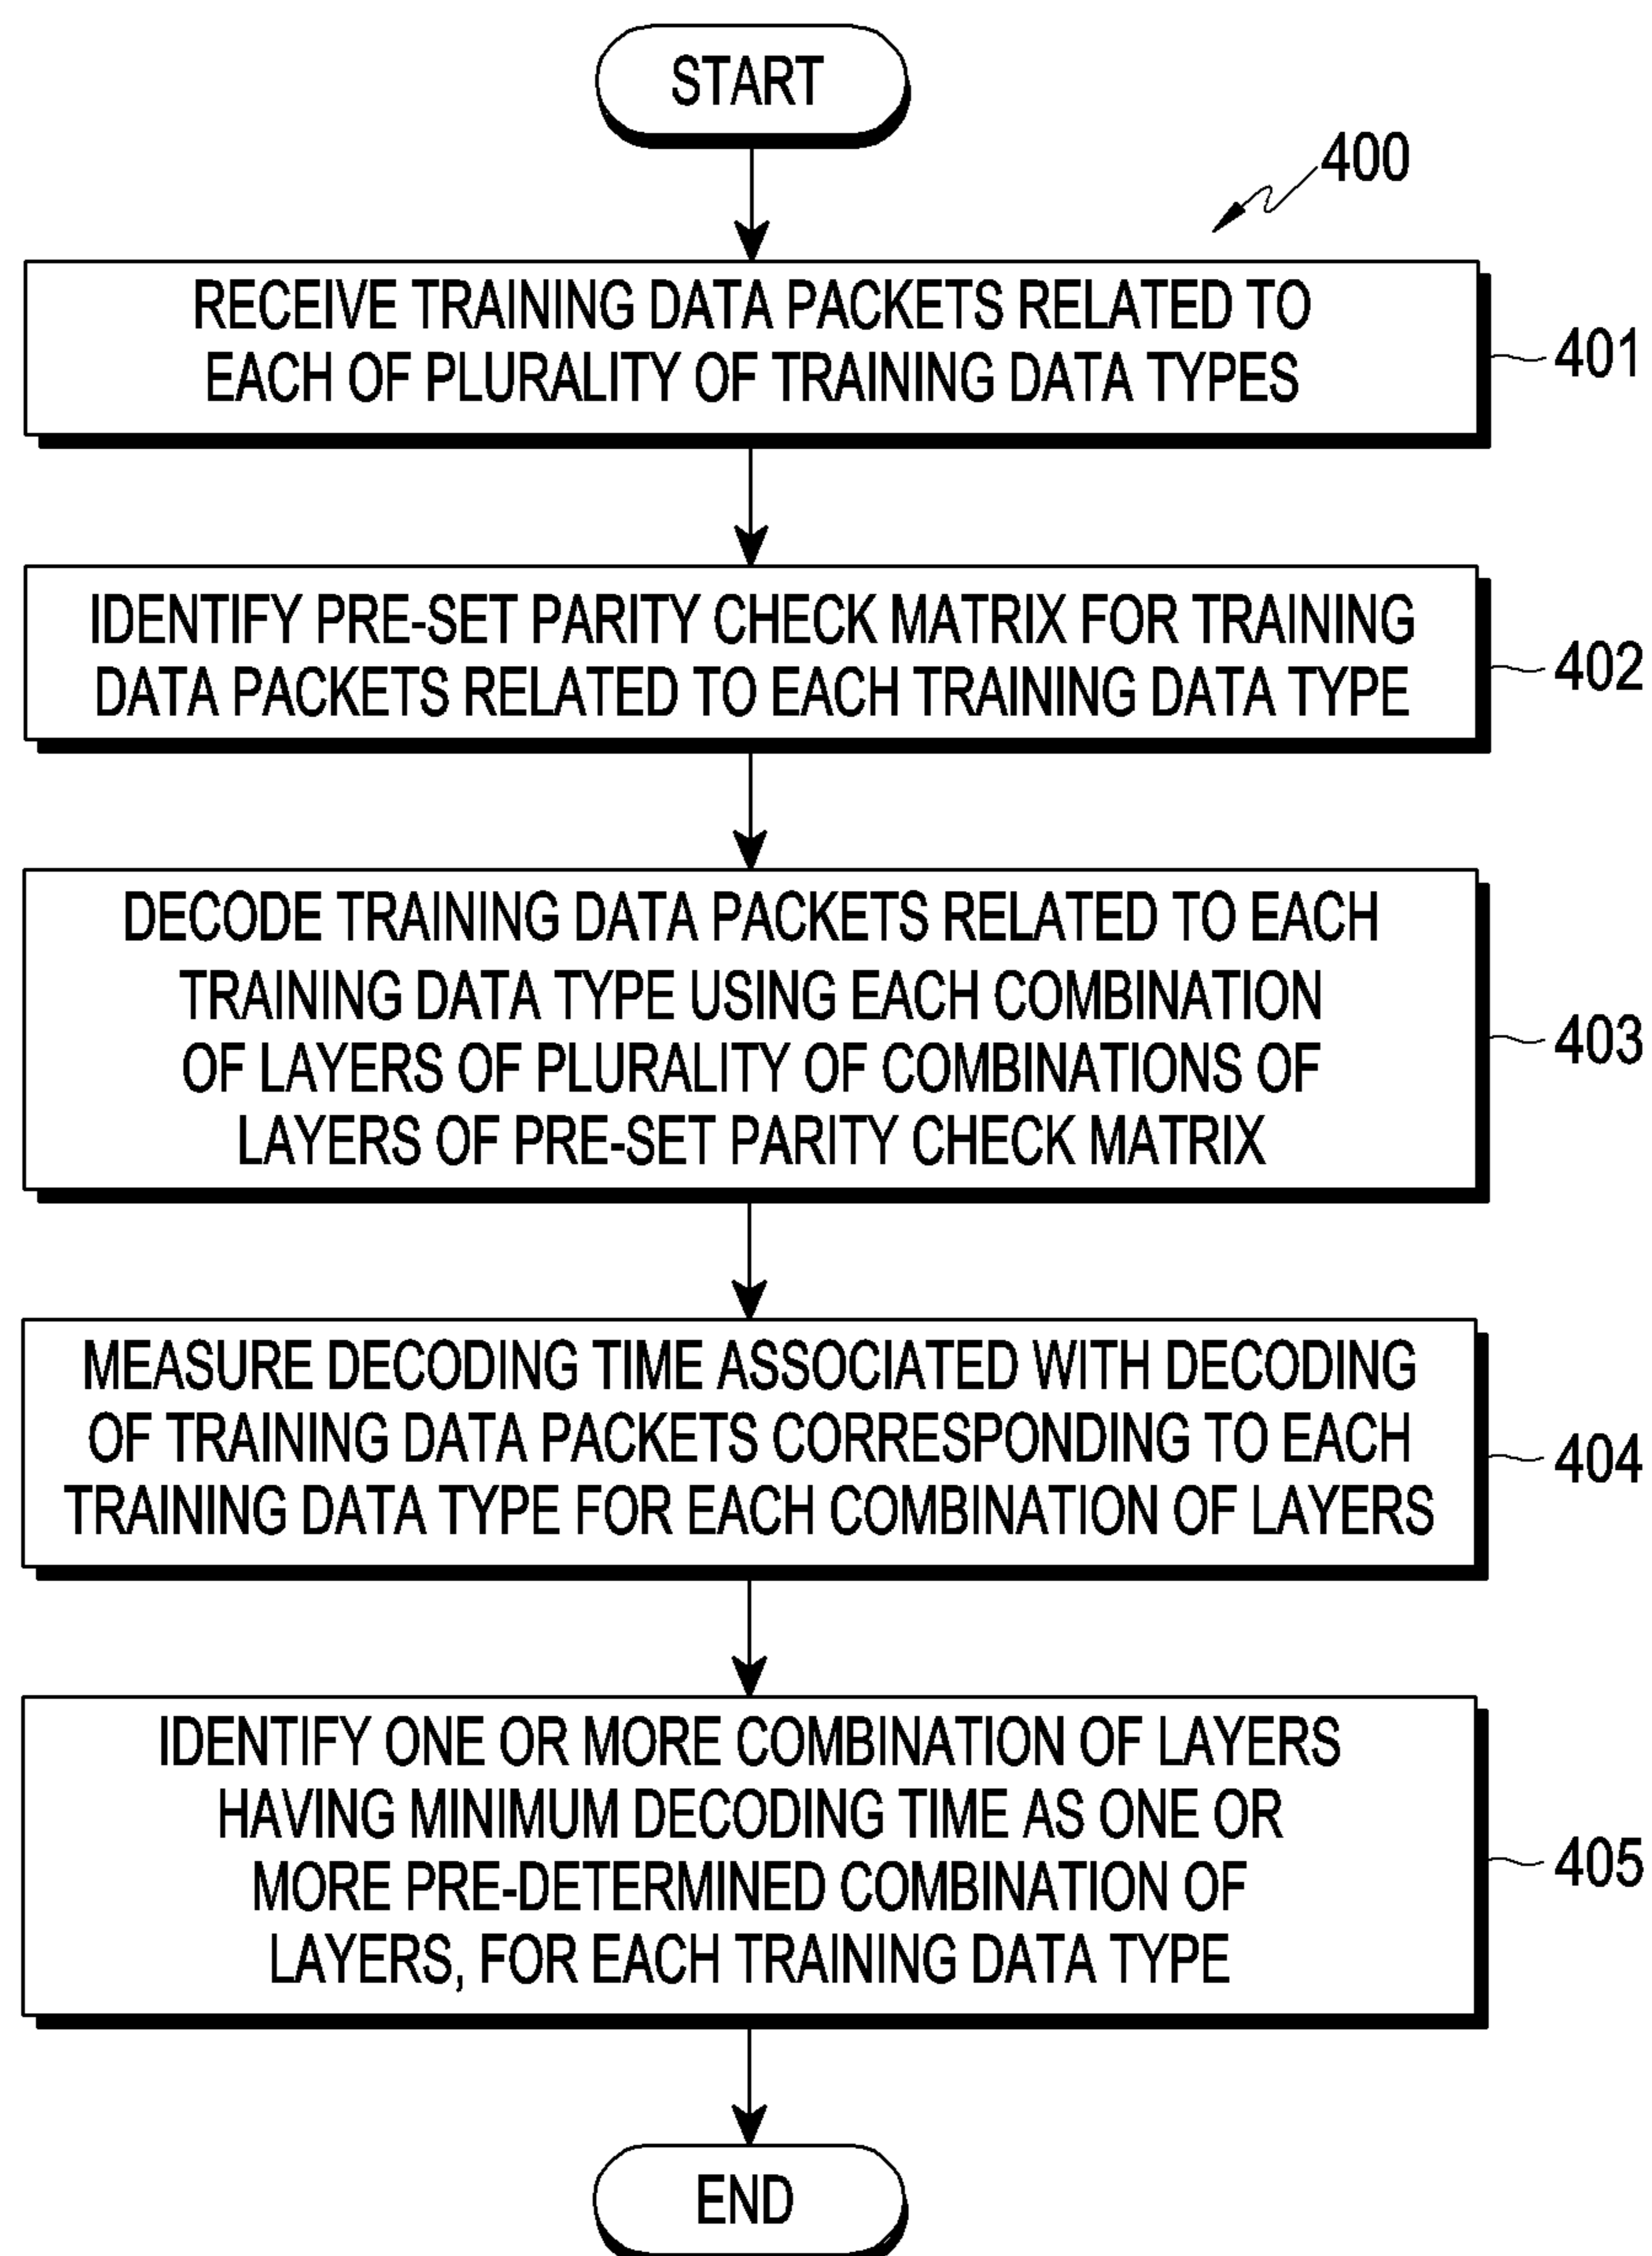 START
400
RECEIVE TRAINING DATA PACKETS RELATED TO
EACH OF PLURALITY OF TRAINING DATA TYPES
401
IDENTIFY PRE-SET PARITY CHECK MATRIX FOR TRAINING
DATA PACKETS RELATED TO EACH TRAINING DATA TYPE
402
DECODE TRAINING DATA PACKETS RELATED TO EACH
TRAINING DATA TYPE USING EACH COMBINATION
OF LAYERS OF PLURALITY OF COMBINATIONS OF
LAYERS OF PRE-SET PARITY CHECK MATRIX
403
MEASURE DECODING TIME ASSOCIATED WITH DECODING
OF TRAINING DATA PACKETS CORRESPONDING TO EACH
TRAINING DATA TYPE FOR EACH COMBINATION OF LAYERS
404
IDENTIFY ONE OR MORE COMBINATION OF LAYERS
HAVING MINIMUM DECODING TIME AS ONE OR
MORE PRE-DETERMINED COMBINATION OF
LAYERS, FOR EACH TRAINING DATA TYPE
405
END